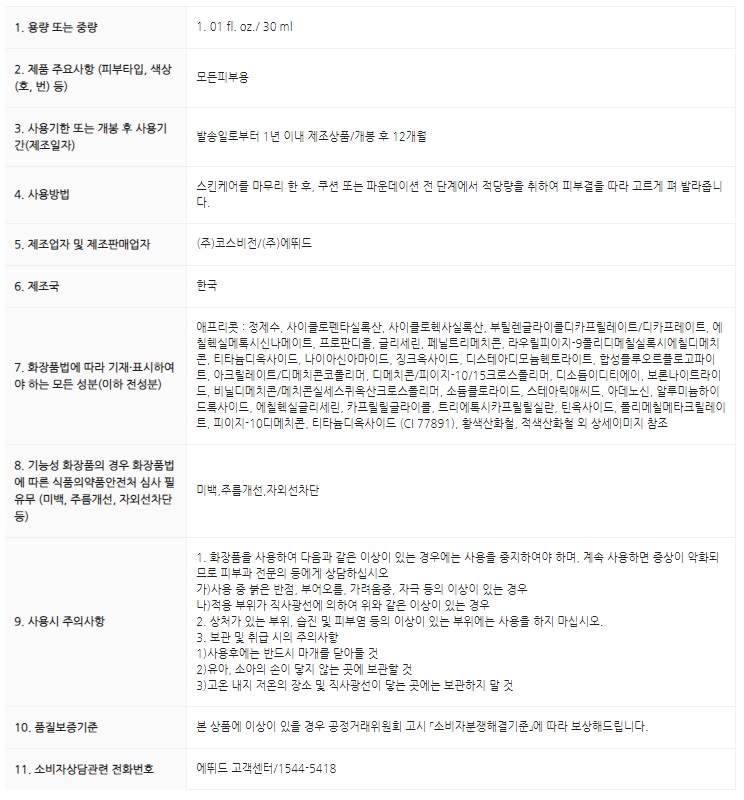 1. 용량 또는 중량
1. 01 fl. oz./ 30 ml
2. 제품 주요사항 (피부타입, 색상
(호, 번) 등)
모든피부용
3. 사용기한 또는 개봉 후 사용기
간(제조일자)
발송일로부터 1년 이내 제조상품/개봉 후 12개월
4. 사용방법
스킨케어를 마무리 한 후, 쿠션 또는 파운데이션 전 단계에서 적당량을 취하여 피부결을 따라 고르게 펴 발라줍니
다.
5. 제조업자 및 제조판매업자
(주)코스비전/(주)에뛰드
6. 제조국
한국
7. 화장품법에 따라 기재·표시하여
야 하는 모든 성분(이하 전성분)
애프리콧 : 정제수, 사이클로펜타실록산, 사이클로헥사실록산, 부틸렌글라이콜디카프릴레이트/디카프레이트, 에
칠헥실메톡시신나메이트, 프로판디올, 글리세린, 페닐트리메치콘, 라우릴피이지-9폴리디메칠실록시에칠디메치
콘, 티타늄디옥사이드, 나이아신아마이드, 징크옥사이드, 디스테아디모늄헥토라이트, 합성플루오르플로고파이
트, 아크릴레이트/디메치콘코폴리머, 디메치콘/피이지-10/15크로스폴리머, 디소듐이디티에이, 보론나이트라이
드, 비닐디메치콘/메치콘실세스퀴옥산크로스폴리머, 소듐클로라이드, 스테아릭애씨드, 아데노신, 알루미늄하이
드록사이드, 에칠헥실글리세린, 카프릴릴글라이콜, 트리에톡시카프릴릴실란, 틴옥사이드, 폴리메칠메타크릴레이
트, 피이지-10디메치콘, 티타늄디옥사이드 (CI 77891), 황색산화철, 적색산화철 외 상세이미지 참조
8. 기능성 화장품의 경우 화장품법
에 따른 식품의약품안전처 심사 필
유무 (미백, 주름개선, 자외선차단
등)
미백,주름개선,자외선차단
9. 사용시 주의사항
1. 화장품을 사용하여 다음과 같은 이상이 있는 경우에는 사용을 중지하여야 하며, 계속 사용하면 증상이 악화되
므로 피부과 전문의 등에게 상담하십시오
가)사용 중 붉은 반점, 부어오름, 가려움증, 자극 등의 이상이 있는 경우
나)적용 부위가 직사광선에 의하여 위와 같은 이상이 있는 경우
2. 상처가 있는 부위, 습진 및 피부염 등의 이상이 있는 부위에는 사용을 하지 마십시오.
3. 보관 및 취급 시의 주의사항
1)사용후에는 반드시 마개를 닫아둘 것
2)유아, 소아의 손이 닿지 않는 곳에 보관할 것
3)고온 내지 저온의 장소 및 직사광선이 닿는 곳에는 보관하지 말 것
10. 품질보증기준
본 상품에 이상이 있을 경우 공정거래위원회 고시 「소비자분쟁해결기준」에 따라 보상해드립니다.
11. 소비자상담관련 전화번호
에뛰드 고객센터/1544-5418